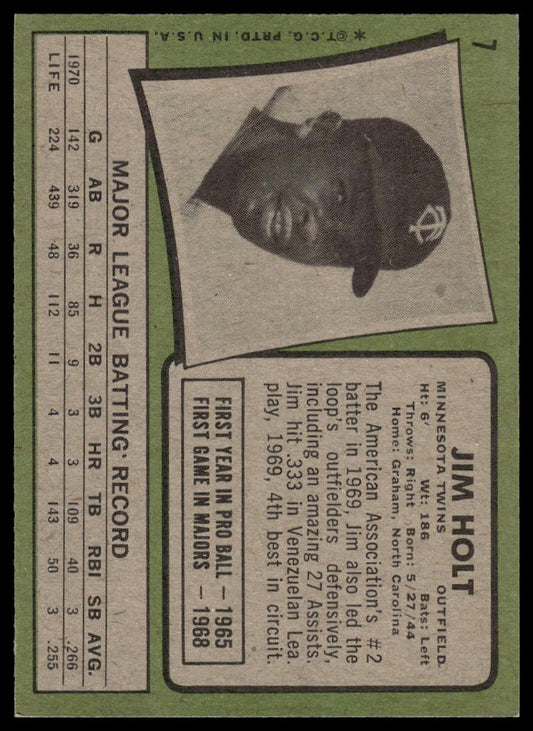 7
*©T.C.G. PRTD. IN U.S.A.
TC
JIM HOLT
MINNESOTA TWINS OUTFIELD
Ht: 6' Wt: 186 Bats: Left
Throws: Right Born: 5/27/44
Home: Graham, North Carolina
The American Association's #2
batter in 1969, Jim also led the
loop's outfielders defensively,
including an amazing 27 Assists.
Jim hit .333 in Venezuelan Lea.
play, 1969, 4th best in circuit.
FIRST YEAR IN PRO BALL — 1965
FIRST GAME IN MAJORS — 1968
MAJOR LEAGUE BATTING RECORD
G AB R H 2B 3B HR TB RBI SB AVG.
1970 142 319 36 85 9 3 3 109 40 3 .266
LIFE 224 439 48 112 11 4 4 143 50 3 .255